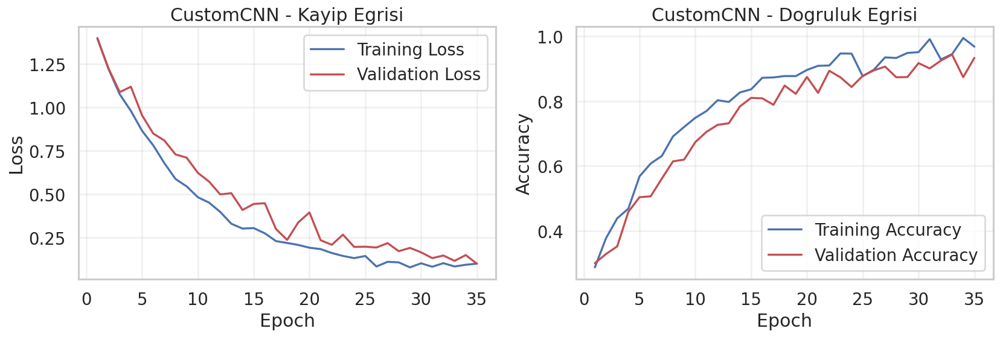 CustomCNN - Kayip Egrisi
Training Loss
Validation Loss
Loss
1.25
1.00
0.75
0.50
0.25
0 5 10 15 20 25 30 35
Epoch
CustomCNN - Dogruluk Egrisi
Accuracy
1.0
0.8
0.6
0.4
Training Accuracy
Validation Accuracy
0 5 10 15 20 25 30 35
Epoch